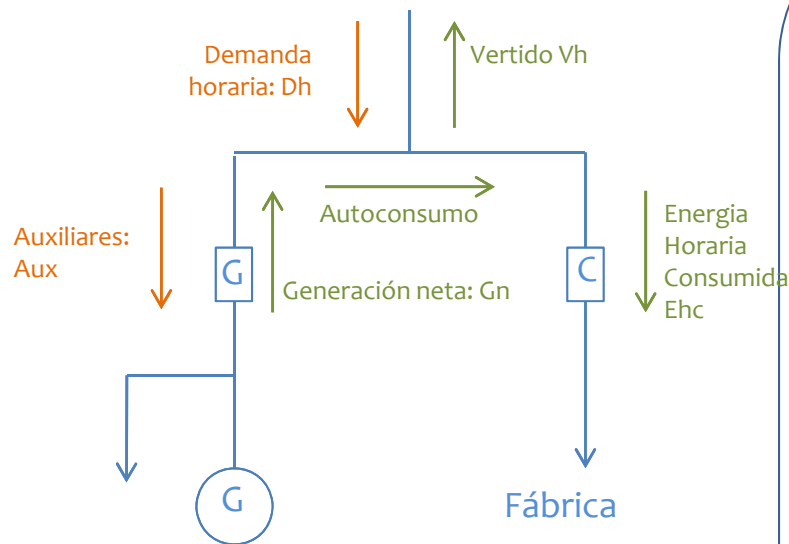 Demanda
horaria: Dh
Vertido Vh
Auxiliares:
Aux
Autoconsumo
G
Generación neta: Gn
C
Energia
Horaria
Consumida
Ehc
G
Fábrica